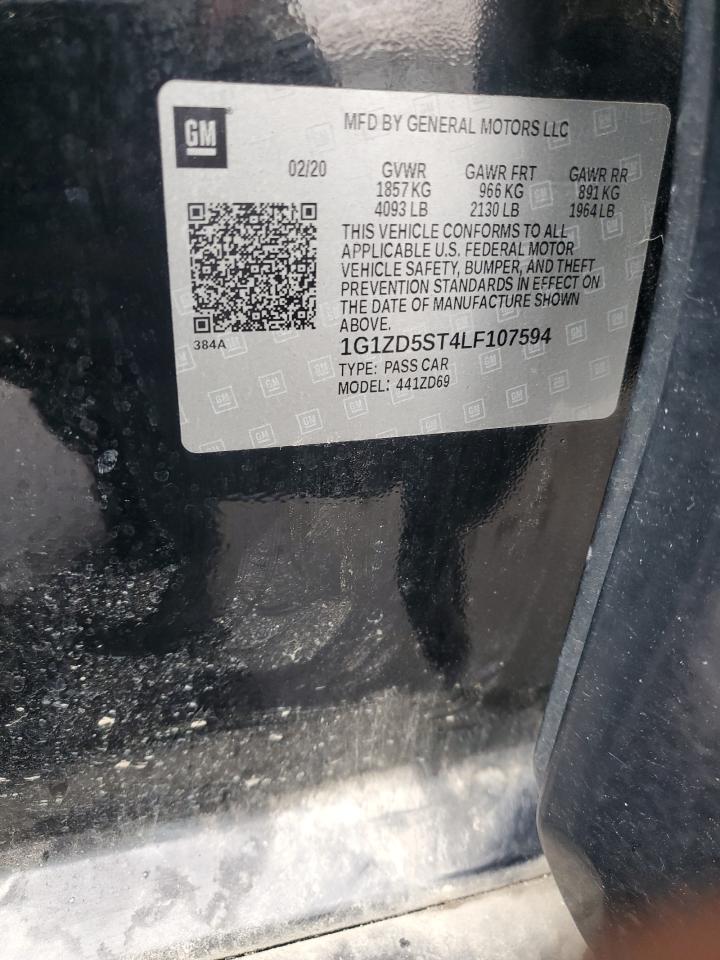 GM
MFD BY GENERAL MOTORS LLC
02/20 GVWR GAWR FRT GAWR RR
1857 KG 966 KG 891 KG
4093 LB 2130 LB 1964 LB
THIS VEHICLE CONFORMS TO ALL
APPLICABLE U.S. FEDERAL MOTOR
VEHICLE SAFETY, BUMPER, AND THEFT
PREVENTION STANDARDS IN EFFECT ON
THE DATE OF MANUFACTURE SHOWN
ABOVE.
384A
1G1ZD5ST4LF107594
TYPE: PASS CAR
MODEL: 441ZD69